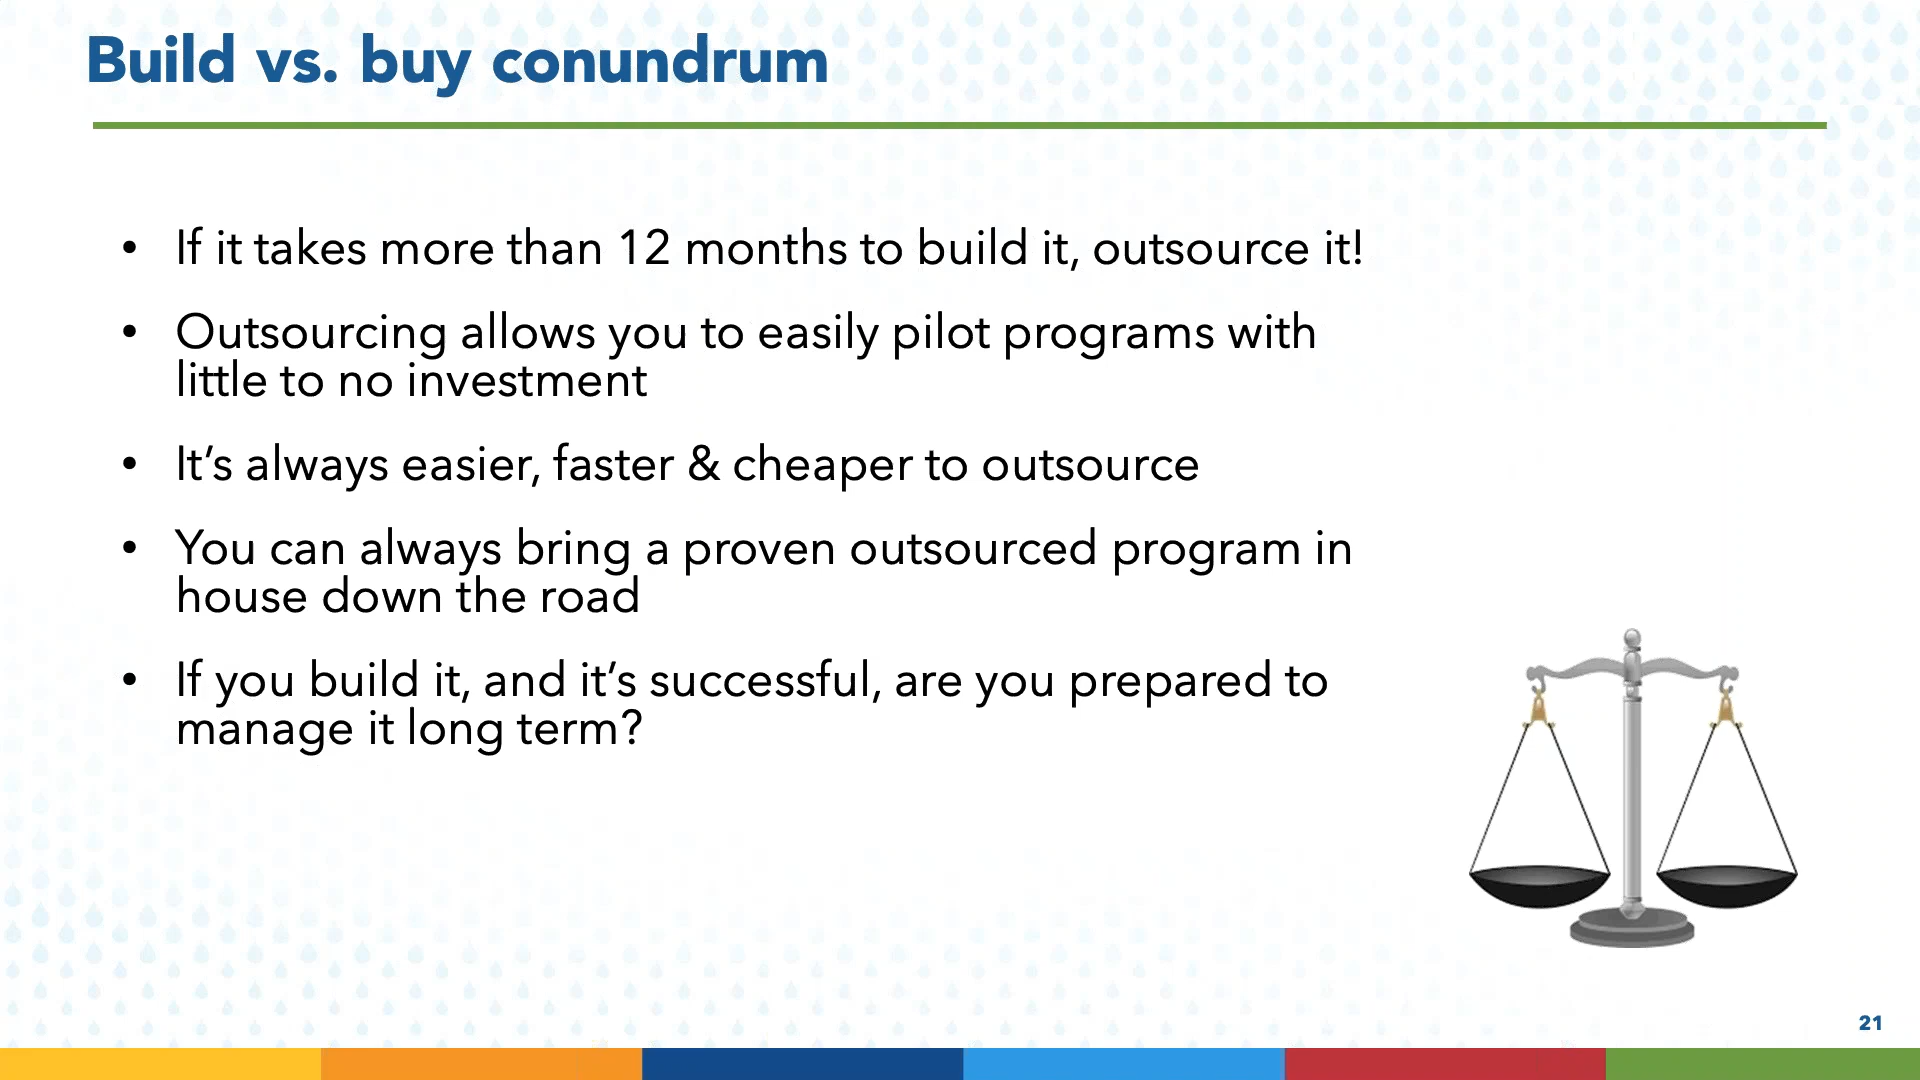 Build vs. buy conundrum
• If it takes more than 12 months to build it, outsource it!
• Outsourcing allows you to easily pilot programs with
little to no investment
• It’s always easier, faster & cheaper to outsource
• You can always bring a proven outsourced program in
house down the road
• If you build it, and it’s successful, are you prepared to
manage it long term?
21